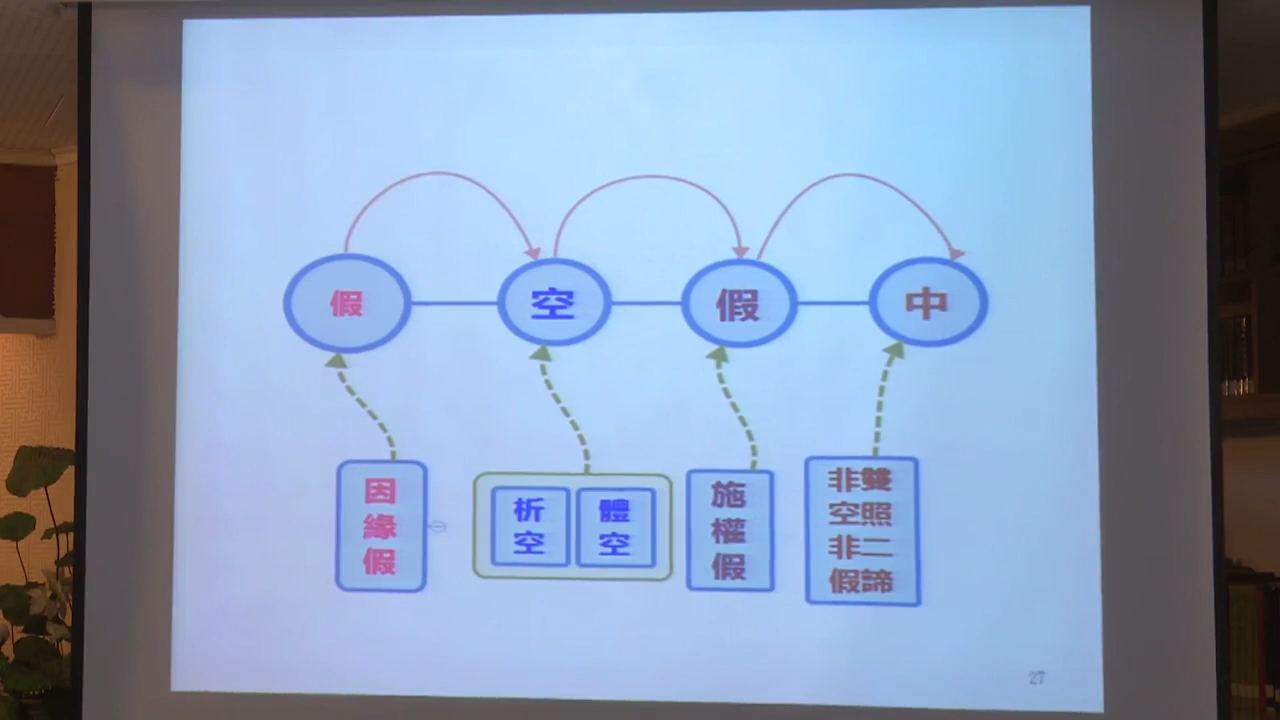 假
空
假
中
因
緣
假
析
空
體
空
施
權
假
非雙
空照
非二
假諦
27